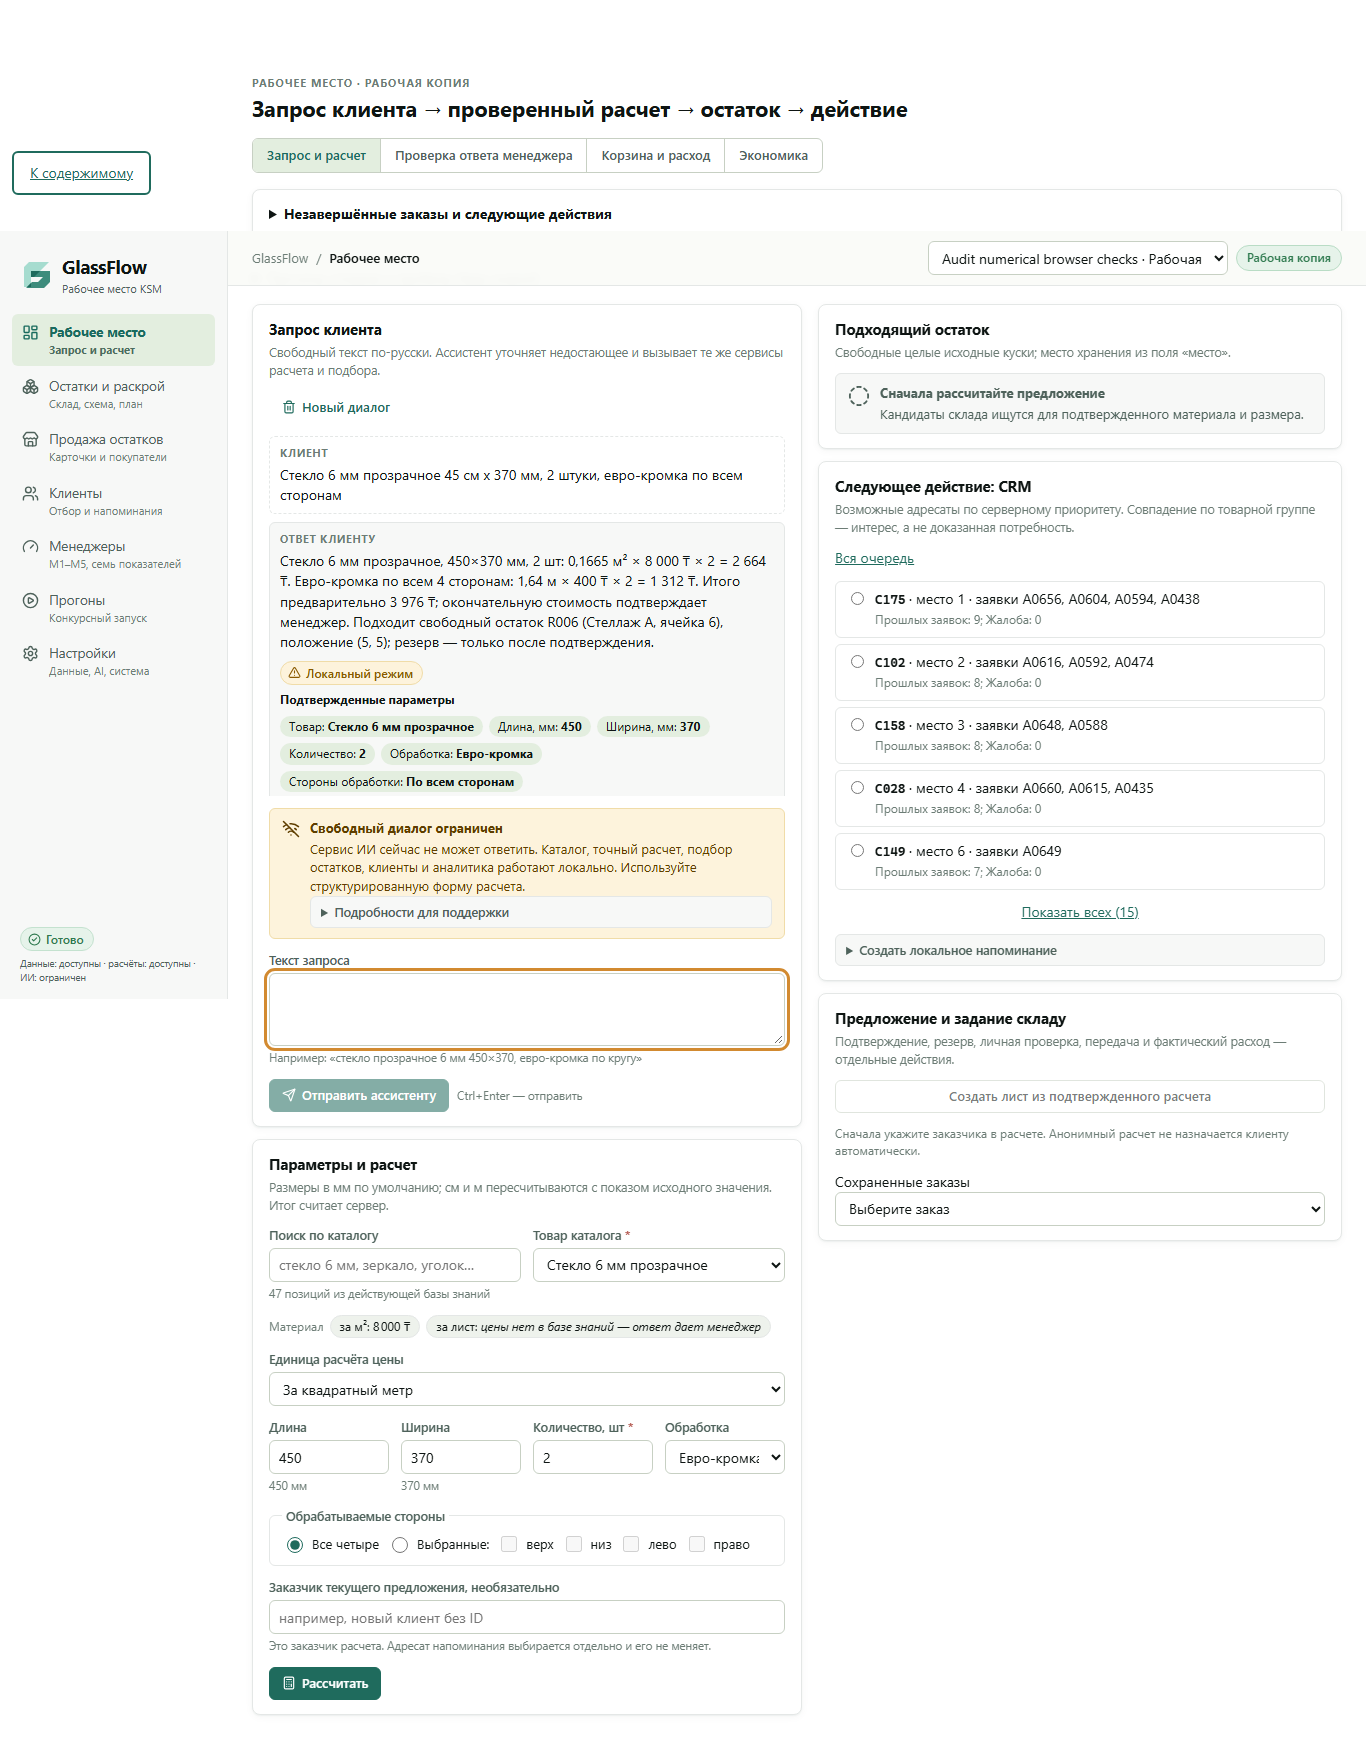 РАБОЧЕЕ МЕСТО · РАБОЧАЯ КОПИЯ
Запрос клиента → проверенный расчет → остаток → действие
Запрос и расчет
Проверка ответа менеджера
Корзина и расход
Экономика
К содержимому
Незавершённые заказы и следующие действия
GlassFlow
Рабочее место KSM
GlassFlow / Рабочее место
Audit numerical browser checks · Рабочая
Рабочая копия
Рабочее место
Запрос и расчет
Остатки и раскрой
Склад, схема, план
Продажа остатков
Карточки и покупатели
Клиенты
Отбор и напоминания
Менеджеры
М1–М5, семь показателей
Прогоны
Конкурсный запуск
Настройки
Данные, AI, система
Готово
Данные: доступны · расчёты: доступны ·
ИИ: ограничен
Запрос клиента
Свободный текст по-русски. Ассистент уточняет недостающее и вызывает те же сервисы
расчета и подбора.
Новый диалог
КЛИЕНТ
Стекло 6 мм прозрачное 45 см x 370 мм, 2 штуки, евро-кромка по всем
сторонам
ОТВЕТ КЛИЕНТУ
Стекло 6 мм прозрачное, 450×370 мм, 2 шт: 0,1665 м² × 8 000 ₸ × 2 = 2 664
₸. Евро-кромка по всем 4 сторонам: 1,64 м × 400 ₸ × 2 = 1 312 ₸. Итого
предварительно 3 976 ₸; окончательную стоимость подтверждает
менеджер. Подходит свободный остаток R006 (Стеллаж А, ячейка 6),
положение (5, 5); резерв — только после подтверждения.
Локальный режим
Подтвержденные параметры
Товар: Стекло 6 мм прозрачное
Длина, мм: 450
Ширина, мм: 370
Количество: 2
Обработка: Евро-кромка
Стороны обработки: По всем сторонам
Свободный диалог ограничен
Сервис ИИ сейчас не может ответить. Каталог, точный расчет, подбор
остатков, клиенты и аналитика работают локально. Используйте
структурированную форму расчета.
Подробности для поддержки
Текст запроса
Например: «стекло прозрачное 6 мм 450×370, евро-кромка по кругу»
Отправить ассистенту
Ctrl+Enter — отправить
Параметры и расчет
Размеры в мм по умолчанию; см и м пересчитываются с показом исходного значения.
Итог считает сервер.
Поиск по каталогу
Товар каталога *
стекло 6 мм, зеркало, уголок...
Стекло 6 мм прозрачное
47 позиций из действующей базы знаний
Материал
за м²: 8 000 ₸
за лист: цены нет в базе знаний — ответ дает менеджер
Единица расчёта цены
За квадратный метр
Длина
Ширина
Количество, шт *
Обработка
450
370
2
Евро-кромка
450 мм
370 мм
Обрабатываемые стороны
Все четыре
Выбранные:
верх
низ
лево
право
Заказчик текущего предложения, необязательно
например, новый клиент без ID
Это заказчик расчета. Адресат напоминания выбирается отдельно и его не меняет.
Рассчитать
Подходящий остаток
Свободные целые исходные куски; место хранения из поля «место».
Сначала рассчитайте предложение
Кандидаты склада ищутся для подтвержденного материала и размера.
Следующее действие: CRM
Возможные адресаты по серверному приоритету. Совпадение по товарной группе
— интерес, а не доказанная потребность.
Вся очередь
C175 · место 1 · заявки A0656, A0604, A0594, A0438
Прошлых заявок: 9; Жалоба: 0
C102 · место 2 · заявки A0616, A0592, A0474
Прошлых заявок: 8; Жалоба: 0
C158 · место 3 · заявки A0648, A0588
Прошлых заявок: 8; Жалоба: 0
C028 · место 4 · заявки A0660, A0615, A0435
Прошлых заявок: 8; Жалоба: 0
C149 · место 6 · заявки A0649
Прошлых заявок: 7; Жалоба: 0
Показать всех (15)
Создать локальное напоминание
Предложение и задание складу
Подтверждение, резерв, личная проверка, передача и фактический расход —
отдельные действия.
Создать лист из подтвержденного расчета
Сначала укажите заказчика в расчете. Анонимный расчет не назначается клиенту
автоматически.
Сохраненные заказы
Выберите заказ